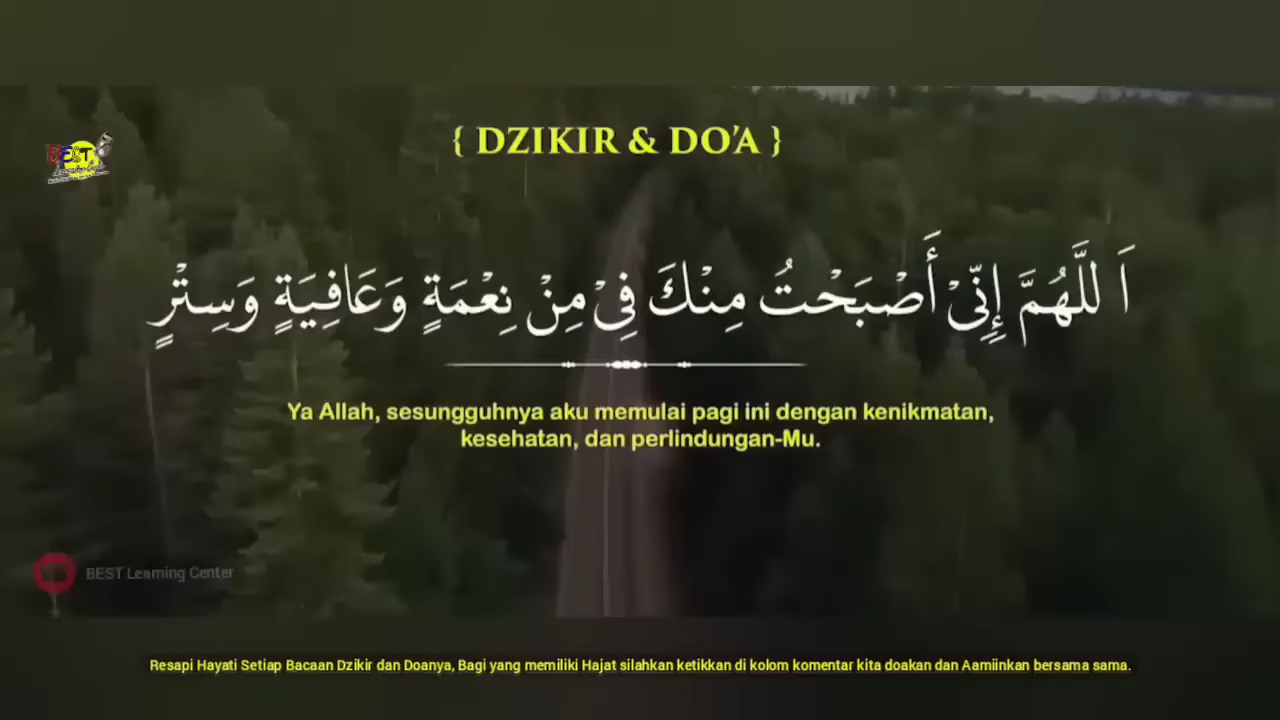 BEST
{ DZIKIR & DO'A }
اَ للَّهُمَّ إِنِّىْ أَصْبَحْتُ مِنْكَ فِىْ مِنْ نِعْمَةٍ وَعَافِيَةٍ وَسِتْرٍ
Ya Allah, sesungguhnya aku memulai pagi ini dengan kenikmatan,
kesehatan, dan perlindungan-Mu.
BEST Learning Center
Resapi Hayati Setiap Bacaan Dzikir dan Doanya, Bagi yang memiliki Hajat silahkan ketikkan di kolom komentar kita doakan dan Aamiinkan bersama sama.